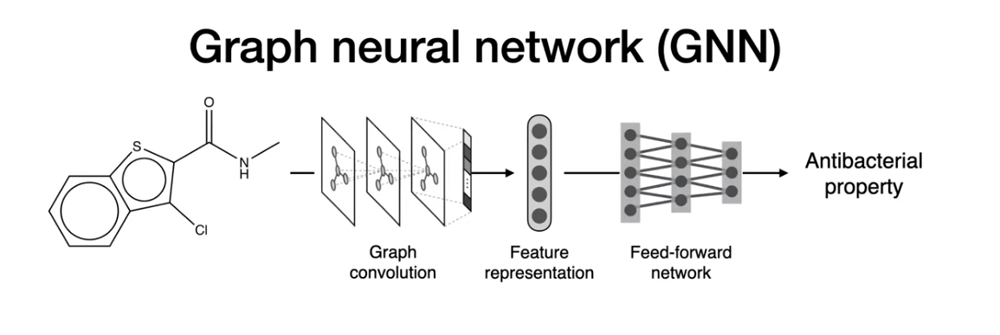 Graph neural network (GNN)
O
S
N
H
Cl
Graph
convolution
Feature
representation
Feed-forward
network
Antibacterial
property